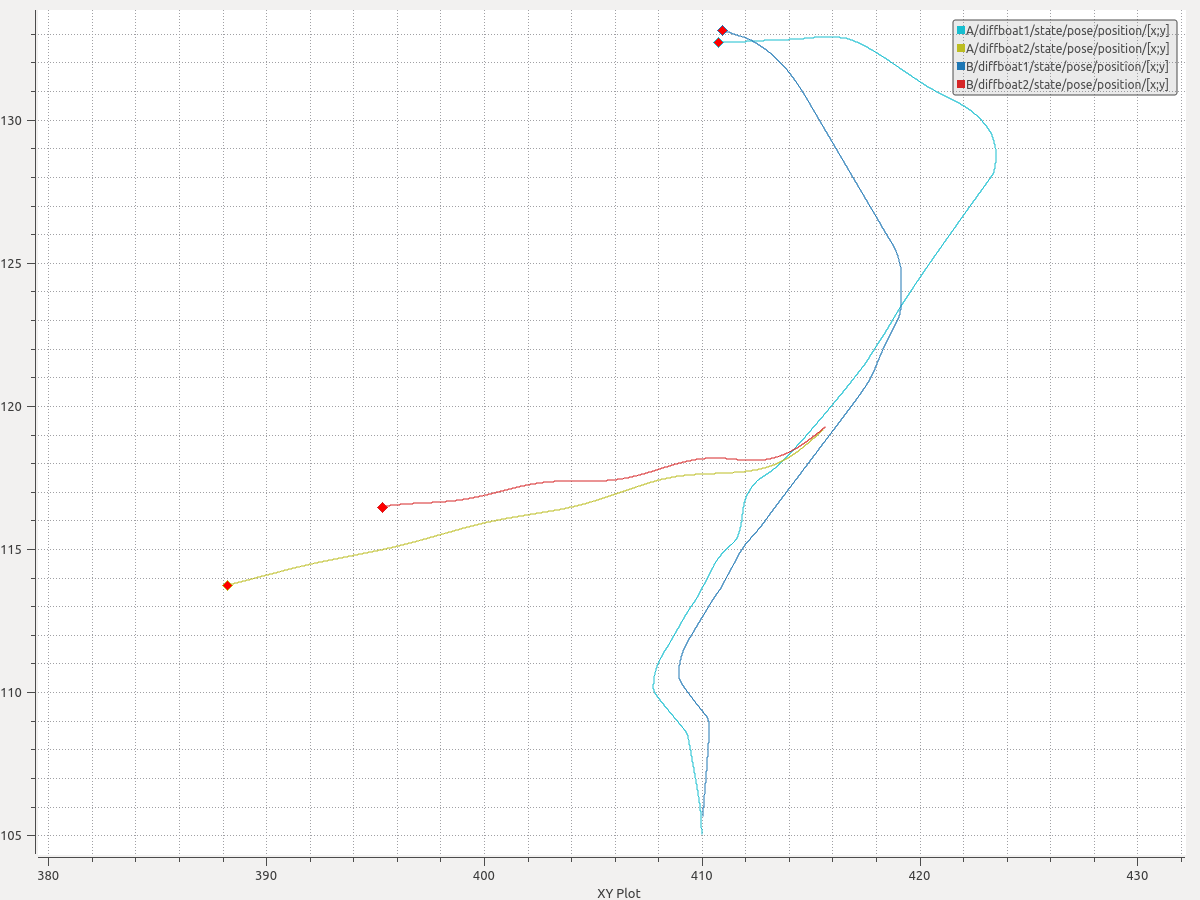 A/diffboat1/state/pose/position/[x;y]
A/diffboat2/state/pose/position/[x;y]
B/diffboat1/state/pose/position/[x;y]
B/diffboat2/state/pose/position/[x;y]
130
125
120
115
110
105
380 390 400 410 420 430
XY Plot